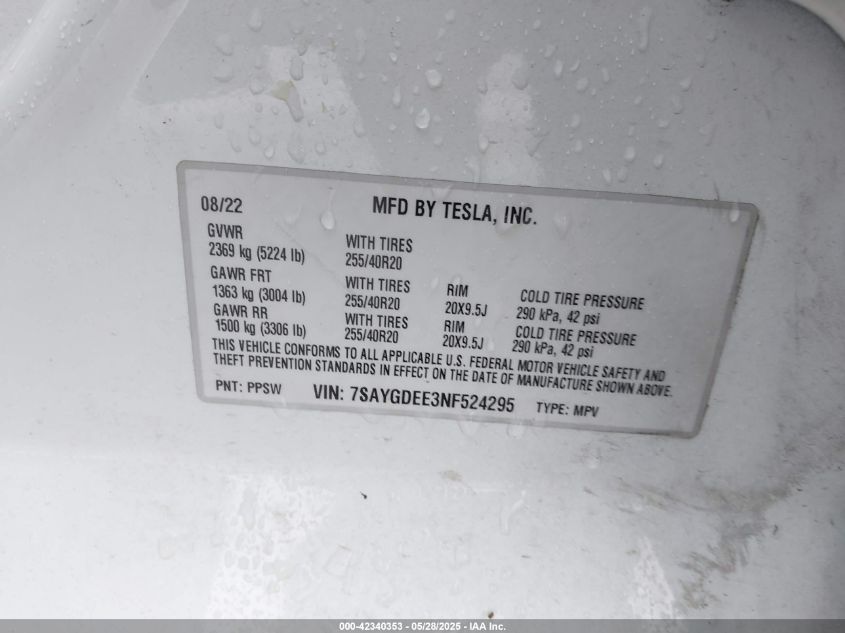 08/22 MFD BY TESLA, INC.
GVWR
2369 kg (5224 lb) WITH TIRES 255/40R20
GAWR FRT
1363 kg (3004 lb) WITH TIRES 255/40R20 RIM 20X9.5J COLD TIRE PRESSURE 290 kPa, 42 psi
GAWR RR
1500 kg (3306 lb) WITH TIRES 255/40R20 RIM 20X9.5J COLD TIRE PRESSURE 290 kPa, 42 psi
THIS VEHICLE CONFORMS TO ALL APPLICABLE U.S. FEDERAL MOTOR VEHICLE SAFETY AND
THEFT PREVENTION STANDARDS IN EFFECT ON THE DATE OF MANUFACTURE SHOWN ABOVE.
PNT: PPSW VIN: 7SAYGDEE3NF524295 TYPE: MPV
000-42340353 - 05/28/2025 - IAA Inc.